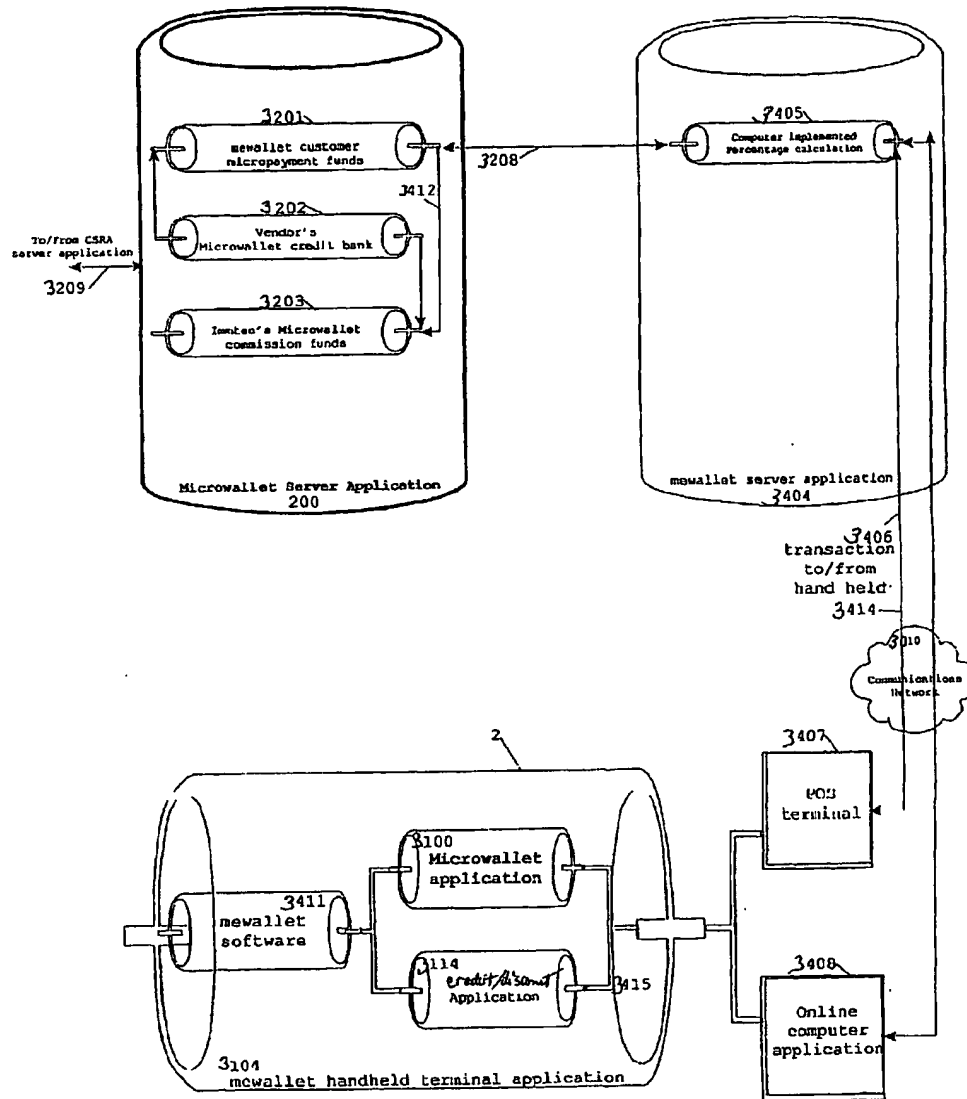 3201
mewallet customer
micropayment funds
3412
3202
Vendor's
Microwallet credit bank
3203
Imntec's Microwallet
commission funds
To/from CSRA
server application
3209
Microwallet Server Application
200
3208
3405
Computer Implemented
Percentage calculation
mewallet server application
3404
3406
transaction
to/from
hand held
3414
3010
Communications
Network
2
3407
POS
terminal
3100
Microwallet
application
3411
mewallet
software
3114
credit/discount
Application
3415
3408
Online
computer
application
3104
mewallet handheld terminal application